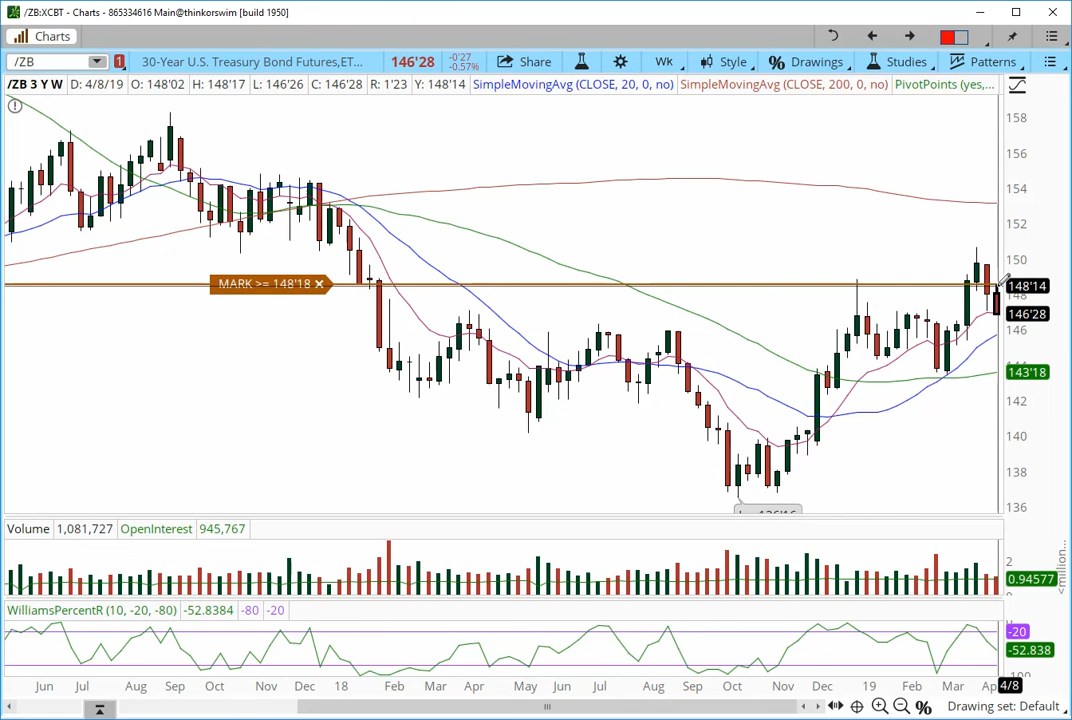 /ZB:XCBT - Charts - 865334616 Main@thinkorswim [build 1950]
Charts
/ZB 1 30-Year U.S. Treasury Bond Futures,ET... 146'28 -0'27 -0.57% Share Wk Style Drawings Studies Patterns
/ZB 3 Y W D: 4/8/19 O: 148'02 H: 148'17 L: 146'26 C: 146'28 R: 1'23 Y: 148'14 SimpleMovingAvg (CLOSE, 20, 0, no) SimpleMovingAvg (CLOSE, 200, 0, no) PivotPoints (yes,...
158
156
154
152
150
MARK >= 148'18
148'14
148
146'28
146
143'18
142
140
138
136
Volume 1,081,727 OpenInterest 945,767
2
0.94577
<million...
WilliamsPercentR (10, -20, -80) -52.8384 -80 -20
-20
-52.838
Jun Jul Aug Sep Oct Nov Dec 18 Feb Mar Apr May Jun Jul Aug Sep Oct Nov Dec 19 Feb Mar 4/8
Drawing set: Default